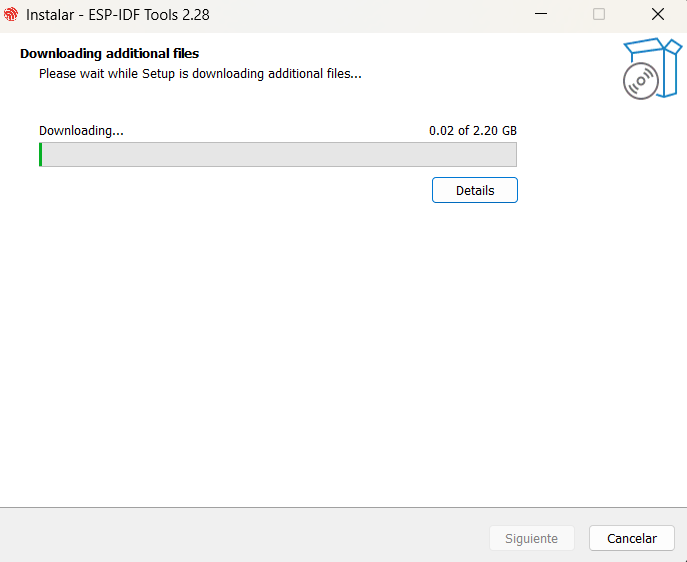 Instalar - ESP-IDF Tools 2.28
Downloading additional files
Please wait while Setup is downloading additional files...
Downloading... 0.02 of 2.20 GB
Details
Siguiente Cancelar